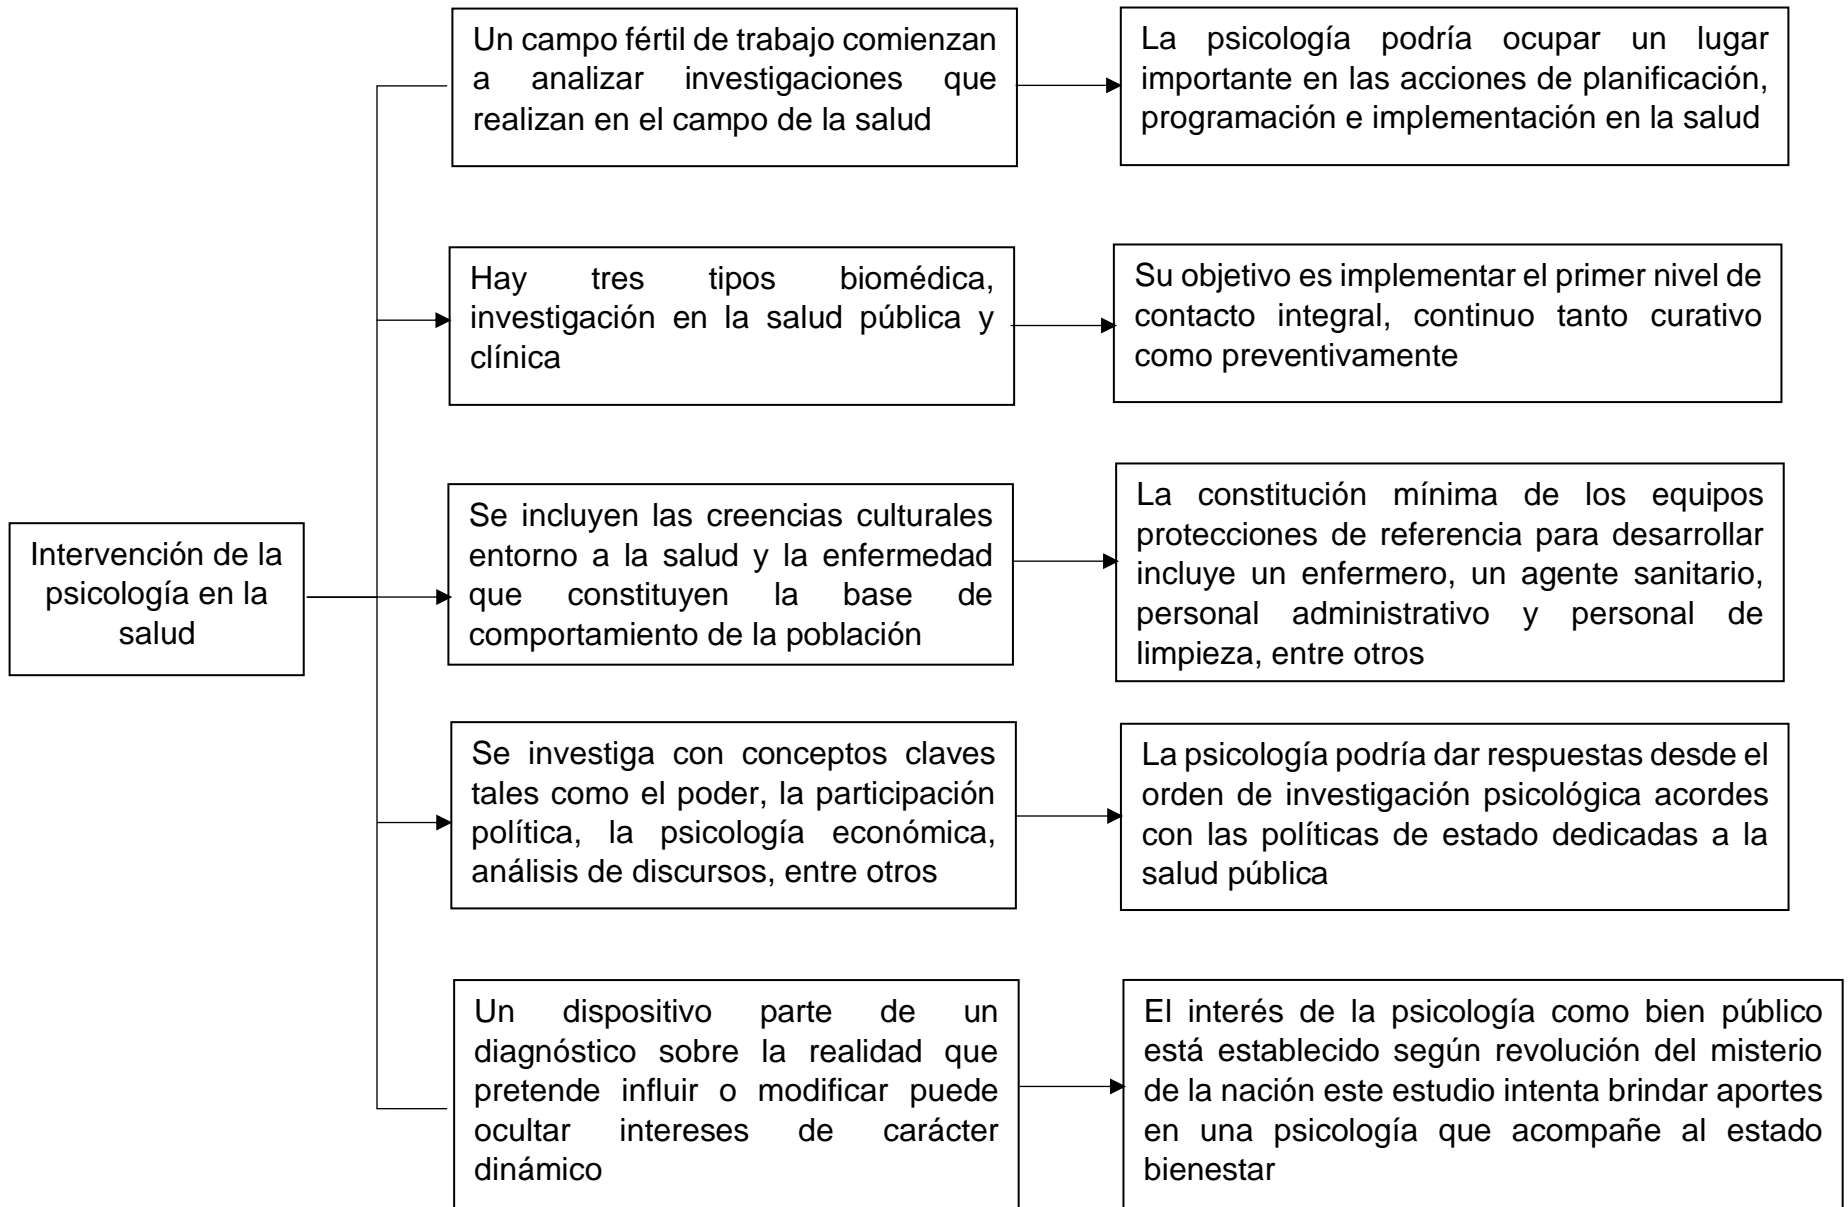 Intervención de la
psicología en la
salud
Un campo fértil de trabajo comienzan
a analizar investigaciones que
realizan en el campo de la salud
La psicología podría ocupar un lugar
importante en las acciones de planificación,
programación e implementación en la salud
Hay tres tipos biomédica,
investigación en la salud pública y
clínica
Su objetivo es implementar el primer nivel de
contacto integral, continuo tanto curativo
como preventivamente
Se incluyen las creencias culturales
entorno a la salud y la enfermedad
que constituyen la base de
comportamiento de la población
La constitución mínima de los equipos
protecciones de referencia para desarrollar
incluye un enfermero, un agente sanitario,
personal administrativo y personal de
limpieza, entre otros
Se investiga con conceptos claves
tales como el poder, la participación
política, la psicología económica,
análisis de discursos, entre otros
La psicología podría dar respuestas desde el
orden de investigación psicológica acordes
con las políticas de estado dedicadas a la
salud pública
Un dispositivo parte de un
diagnóstico sobre la realidad que
pretende influir o modificar puede
ocultar intereses de carácter
dinámico
El interés de la psicología como bien público
está establecido según revolución del misterio
de la nación este estudio intenta brindar aportes
en una psicología que acompañe al estado
bienestar